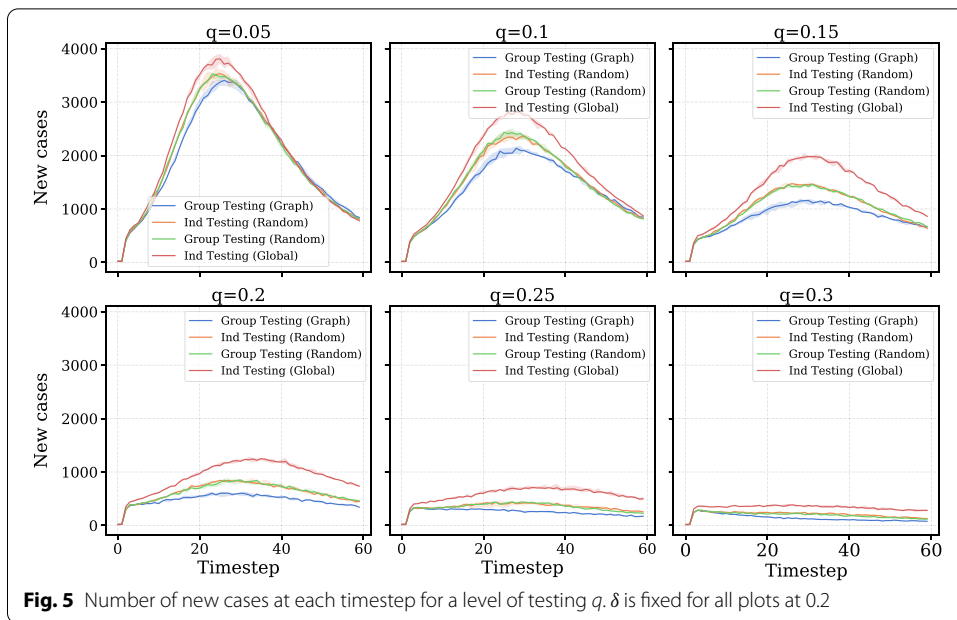 q=0.05 q=0.1 q=0.15
4000
3000
2000
1000
0
New cases
Group Testing (Graph)
Ind Testing (Random)
Group Testing (Random)
Ind Testing (Global)
Group Testing (Graph)
Ind Testing (Random)
Group Testing (Random)
Ind Testing (Global)
Group Testing (Graph)
Ind Testing (Random)
Group Testing (Random)
Ind Testing (Global)
q=0.2 q=0.25 q=0.3
4000
3000
2000
1000
0
New cases
Group Testing (Graph)
Ind Testing (Random)
Group Testing (Random)
Ind Testing (Global)
Group Testing (Graph)
Ind Testing (Random)
Group Testing (Random)
Ind Testing (Global)
Group Testing (Graph)
Ind Testing (Random)
Group Testing (Random)
Ind Testing (Global)
0 20 40 60 0 20 40 60 0 20 40 60
Timestep Timestep Timestep
Fig. 5 Number of new cases at each timestep for a level of testing q. δ is fixed for all plots at 0.2